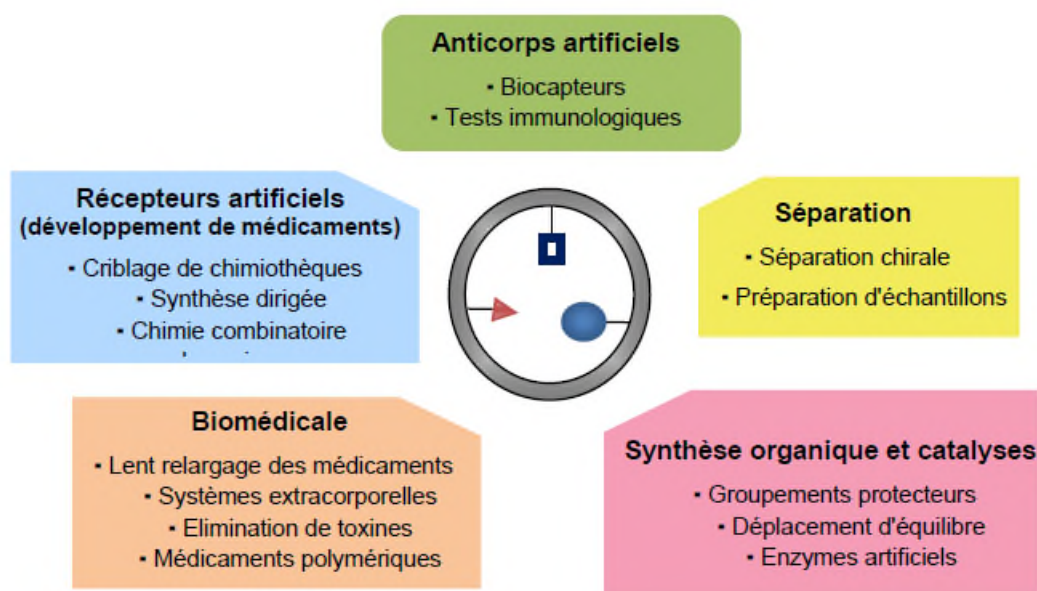 Anticorps artificiels
▪ Biocapteurs
▪ Tests immunologiques
Récepteurs artificiels
(développement de médicaments)
▪ Criblage de chimiothèques
▪ Synthèse dirigée
▪ Chimie combinatoire
Séparation
▪ Séparation chirale
▪ Préparation d'échantillons
Biomédicale
▪ Lent relargage des médicaments
▪ Systèmes extracorporelles
▪ Elimination de toxines
▪ Médicaments polymériques
Synthèse organique et catalyses
▪ Groupements protecteurs
▪ Déplacement d'équilibre
▪ Enzymes artificiels